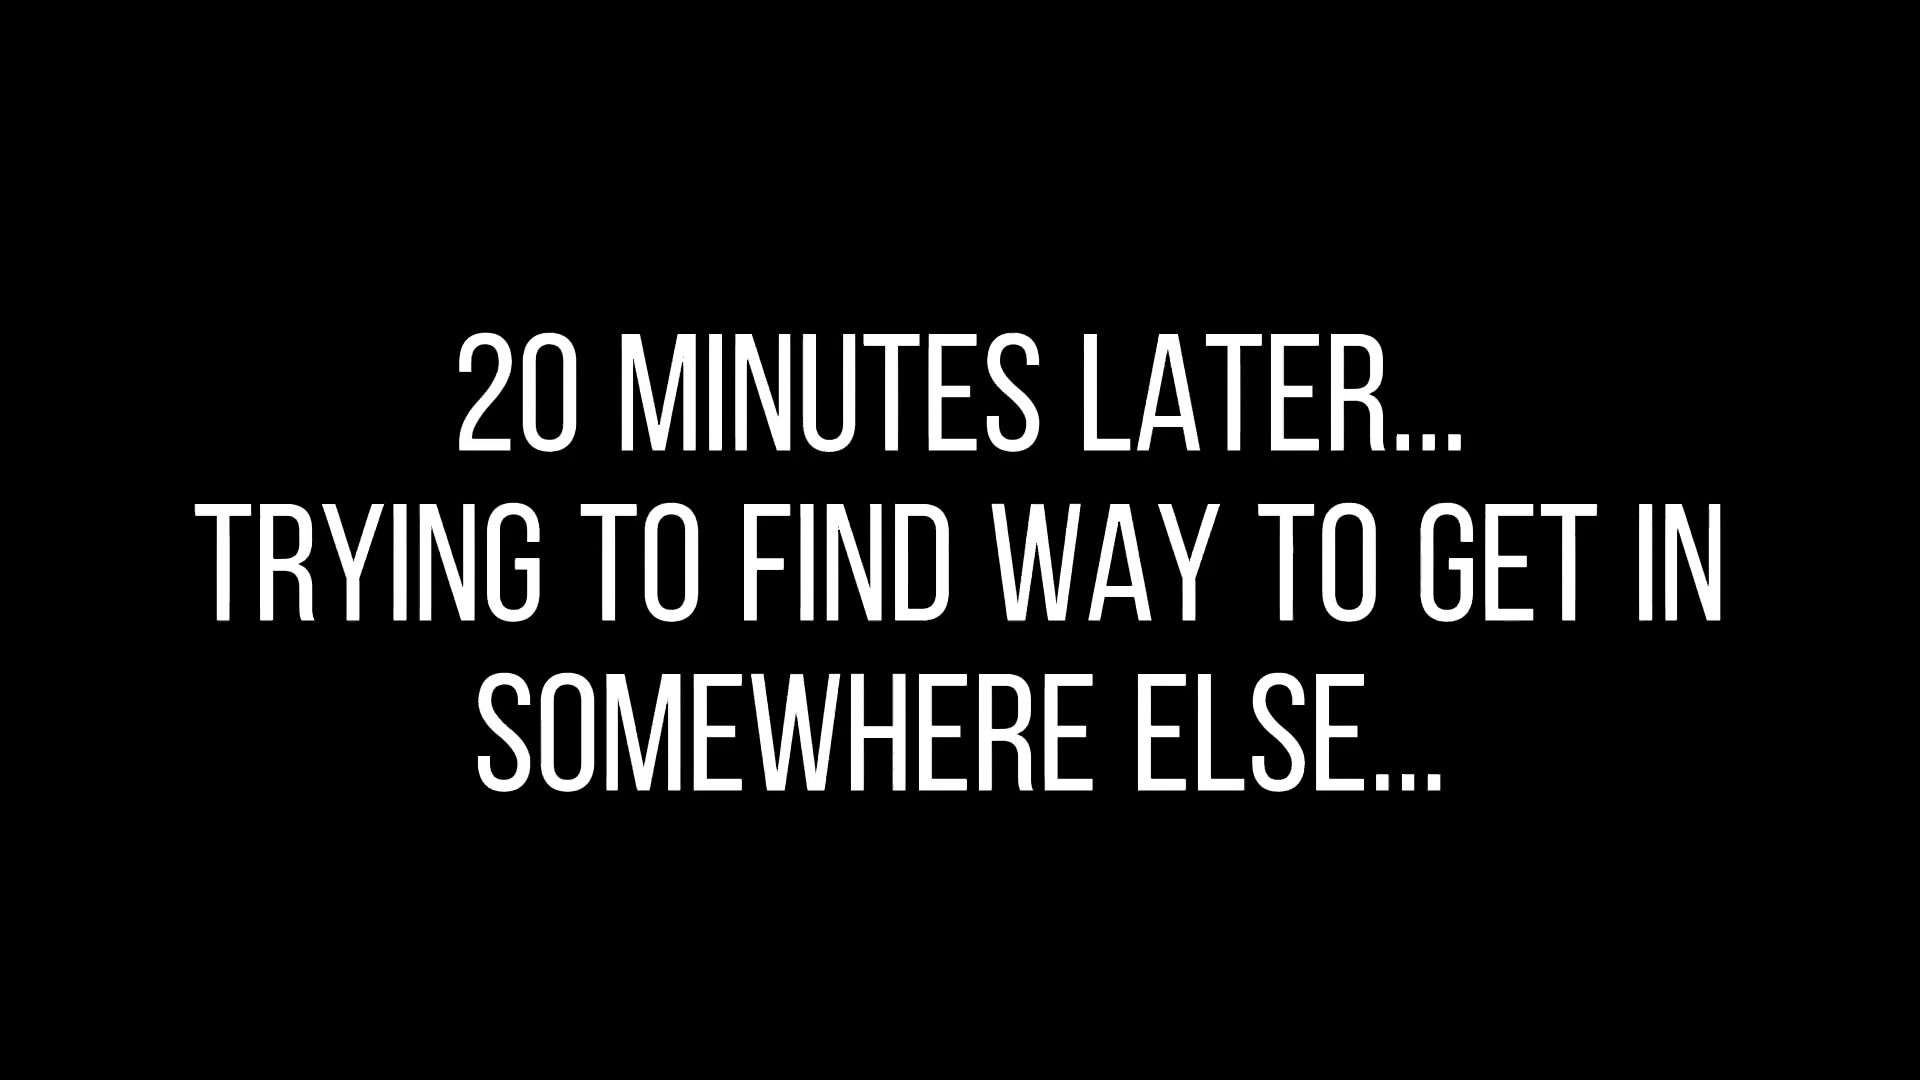 20 MINUTES LATER...
TRYING TO FIND WAY TO GET IN
SOMEWHERE ELSE...